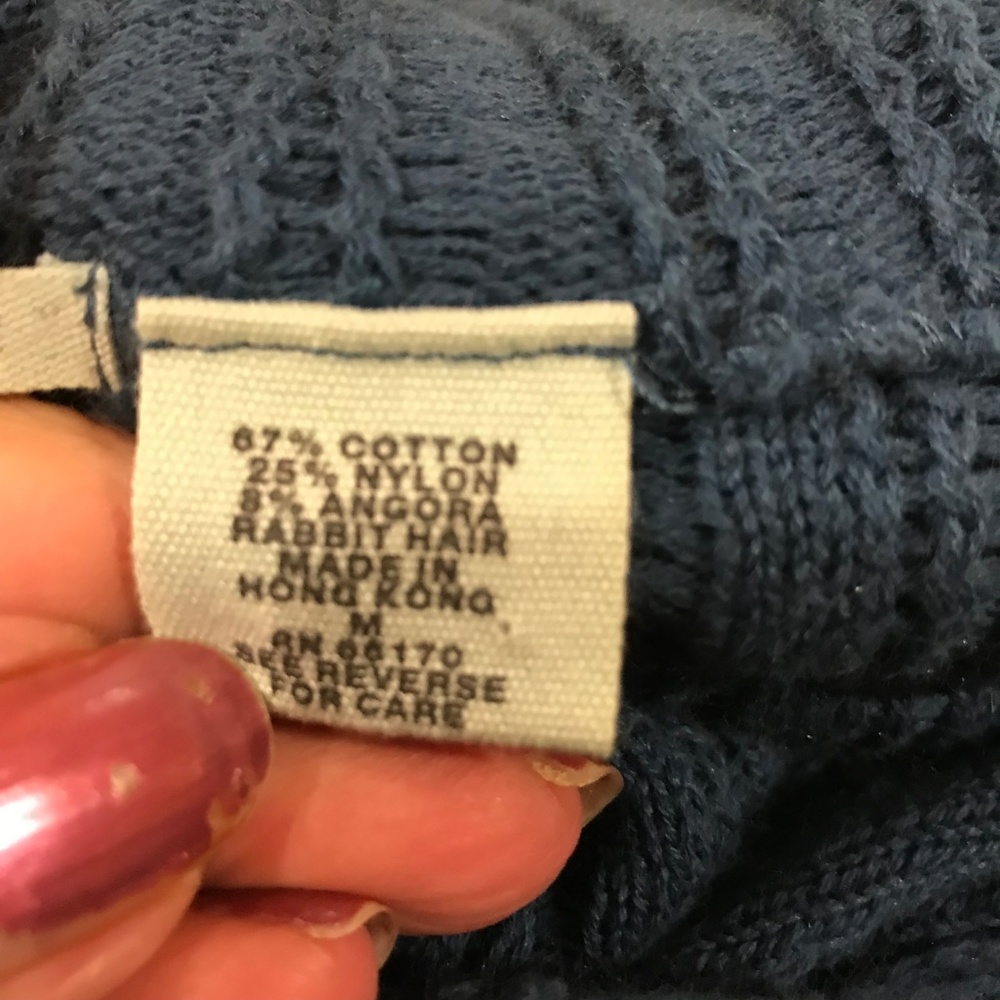 67% COTTON
25% NYLON
8% ANGORA
RABBIT HAIR
MADE IN
HONG KONG
M
RN 66170
SEE REVERSE
FOR CARE